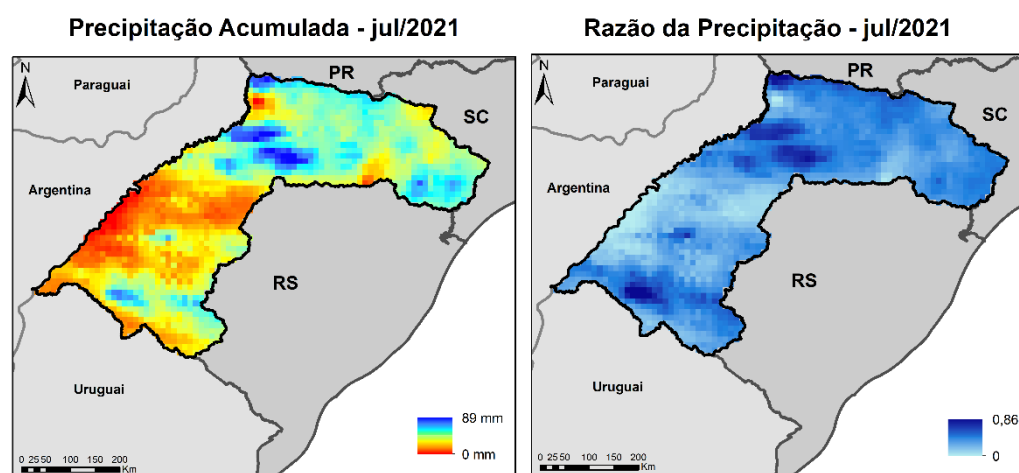 Precipitação Acumulada - jul/2021
N
Paraguai
PR
SC
Argentina
RS
Uruguai
89 mm
0 mm
0 25 50 100 150 200
Km
Razão da Precipitação - jul/2021
N
Paraguai
PR
SC
Argentina
RS
Uruguai
0,86
0
0 25 50 100 150 200
Km